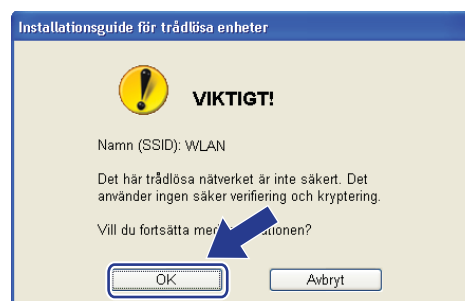 Installationsguide för trådlösa enheter
VIKTIGT!
Namn (SSID): WLAN
Det här trådlösa nätverket är inte säkert. Det
använder ingen säker verifiering och kryptering.
Vill du fortsätta med
OK
Avbryt